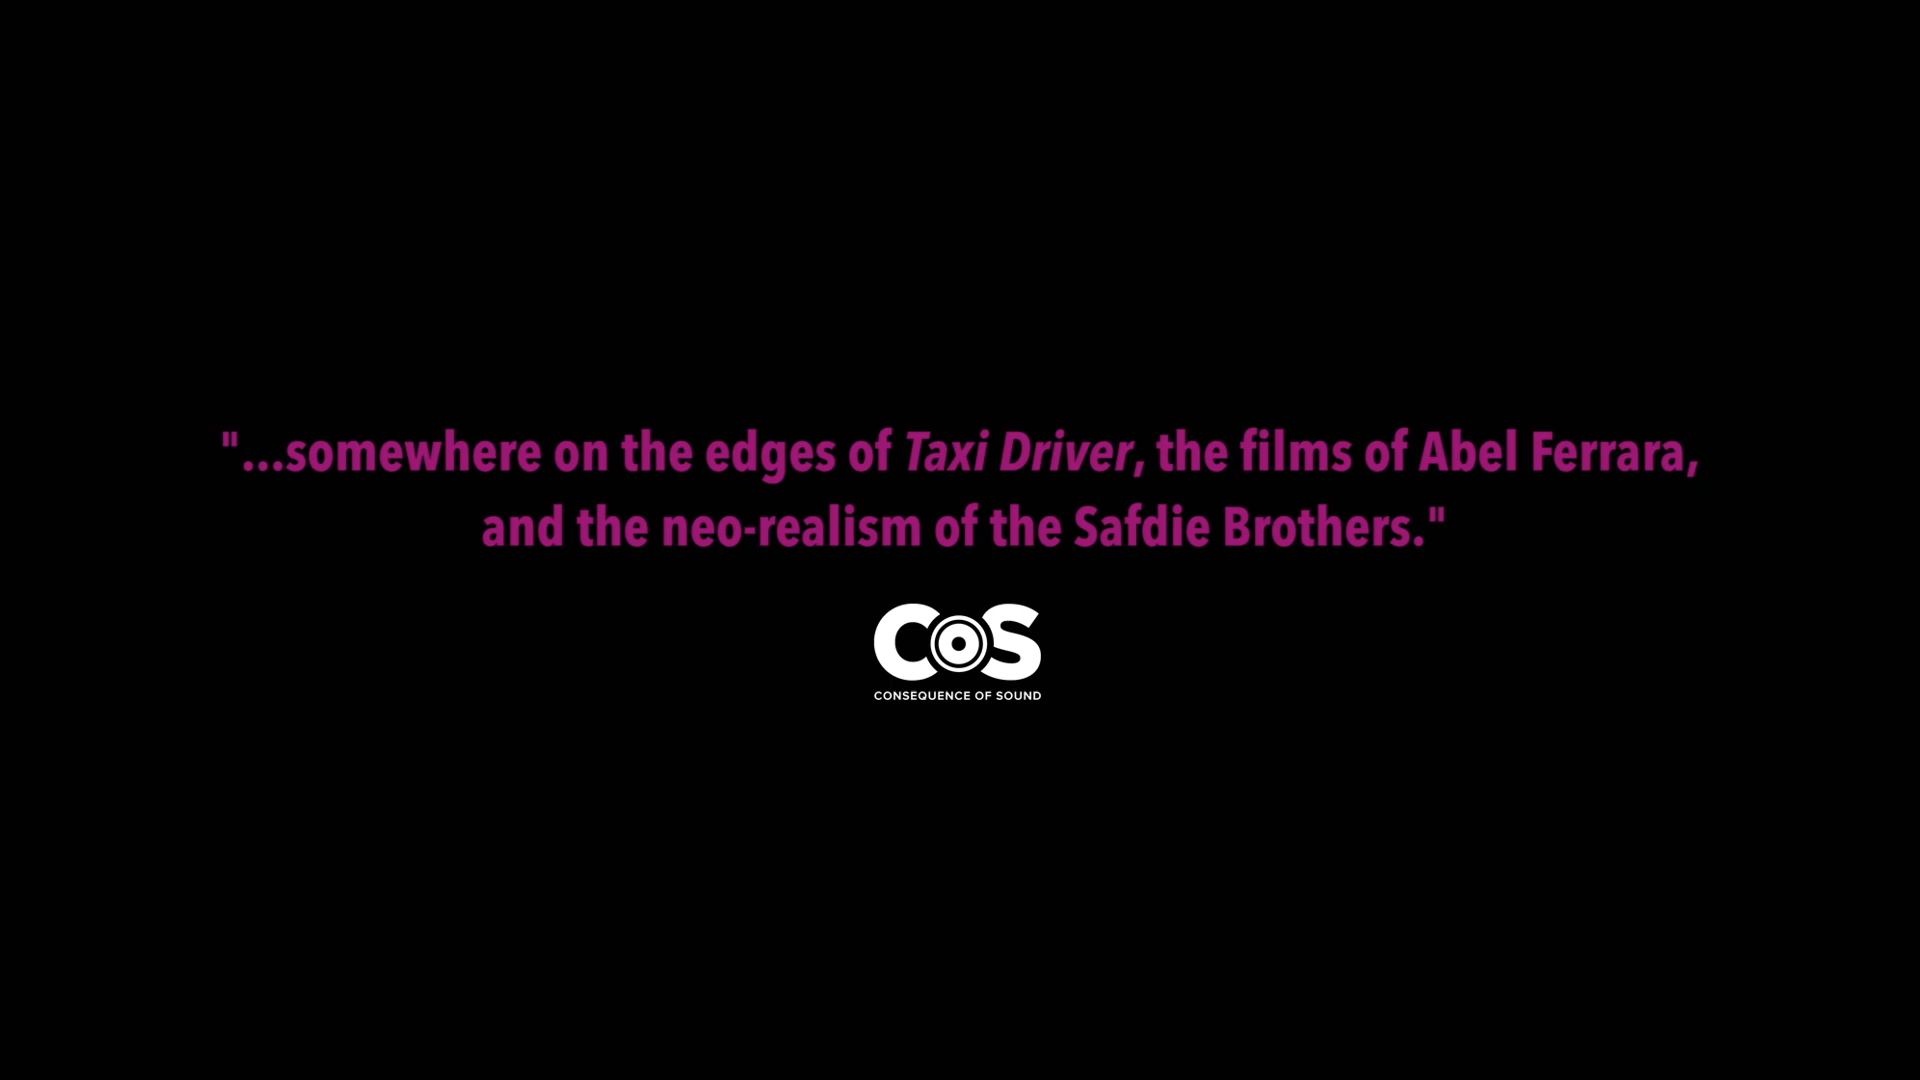 "...somewhere on the edges of Taxi Driver, the films of Abel Ferrara,
and the neo-realism of the Safdie Brothers."
CoS
CONSEQUENCE OF SOUND